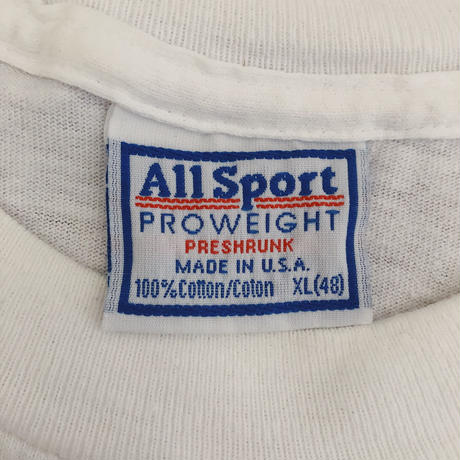 All Sport
PROWEIGHT
PRESHRUNK
MADE IN U.S.A.
100% Cotton/Coton XL(48)